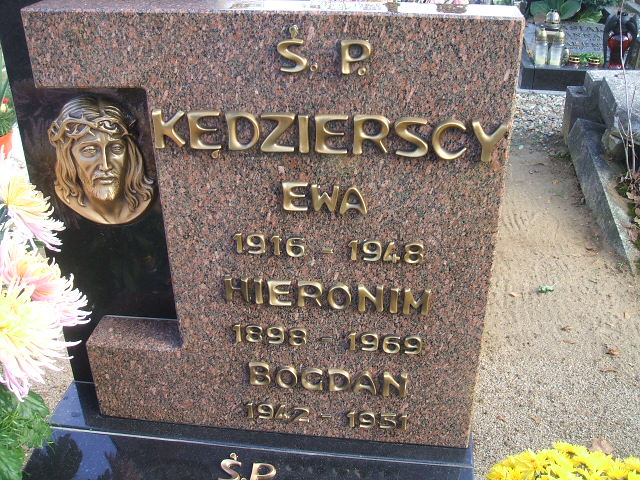 Ś. P.
KĘDZIERSCY
EWA
1916 - 1948
HIERONIM
1898 - 1969
BOGDAN
1942 - 1951
Ś.P.